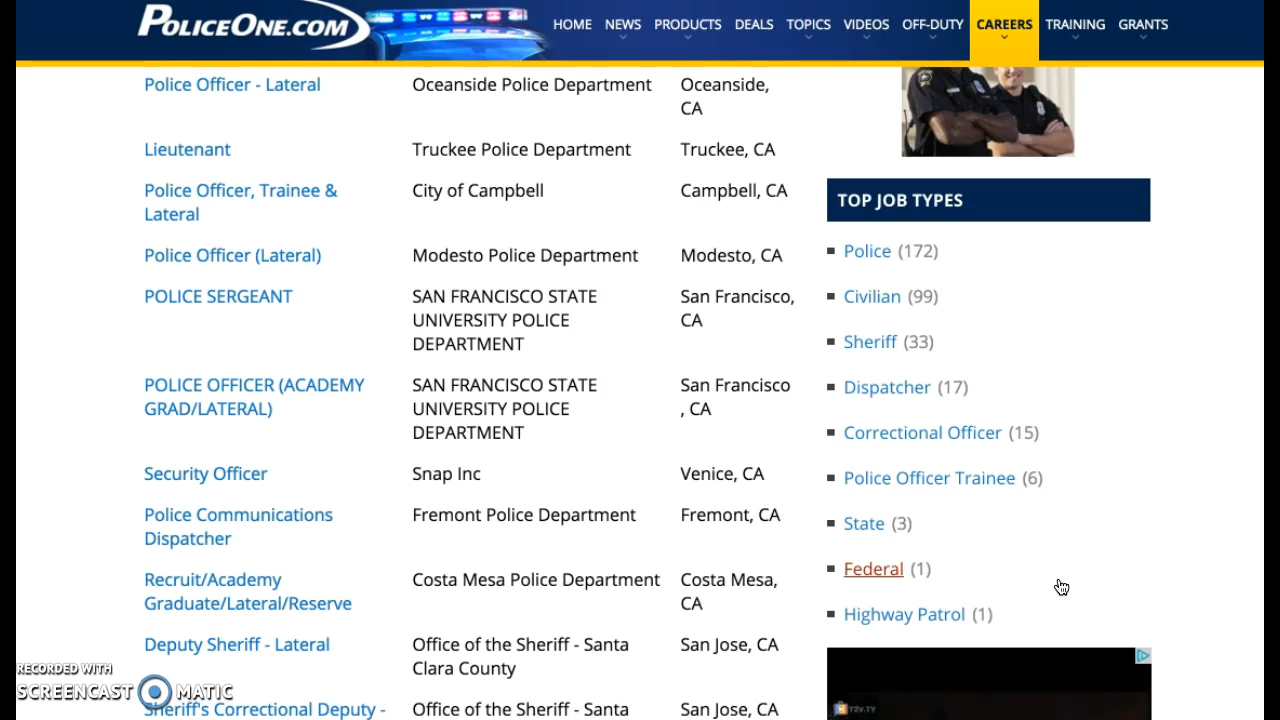 POLICEONE.COM
HOME NEWS PRODUCTS DEALS TOPICS VIDEOS OFF-DUTY CAREERS TRAINING GRANTS
Police Officer - Lateral Oceanside Police Department Oceanside,
CA
Lieutenant Truckee Police Department Truckee, CA
Police Officer, Trainee & City of Campbell Campbell, CA
Lateral
Police Officer (Lateral) Modesto Police Department Modesto, CA
POLICE SERGEANT SAN FRANCISCO STATE San Francisco,
UNIVERSITY POLICE CA
DEPARTMENT
POLICE OFFICER (ACADEMY SAN FRANCISCO STATE San Francisco
GRAD/LATERAL) UNIVERSITY POLICE , CA
DEPARTMENT
Security Officer Snap Inc Venice, CA
Police Communications Fremont Police Department Fremont, CA
Dispatcher
Recruit/Academy Costa Mesa Police Department Costa Mesa,
Graduate/Lateral/Reserve CA
Deputy Sheriff - Lateral Office of the Sheriff - Santa San Jose, CA
Clara County
Sheriff's Correctional Deputy - Office of the Sheriff - Santa San Jose, CA
TOP JOB TYPES
Police (172)
Civilian (99)
Sheriff (33)
Dispatcher (17)
Correctional Officer (15)
Police Officer Trainee (6)
State (3)
Federal (1)
Highway Patrol (1)
RECORDED WITH
SCREENCAST MATIC